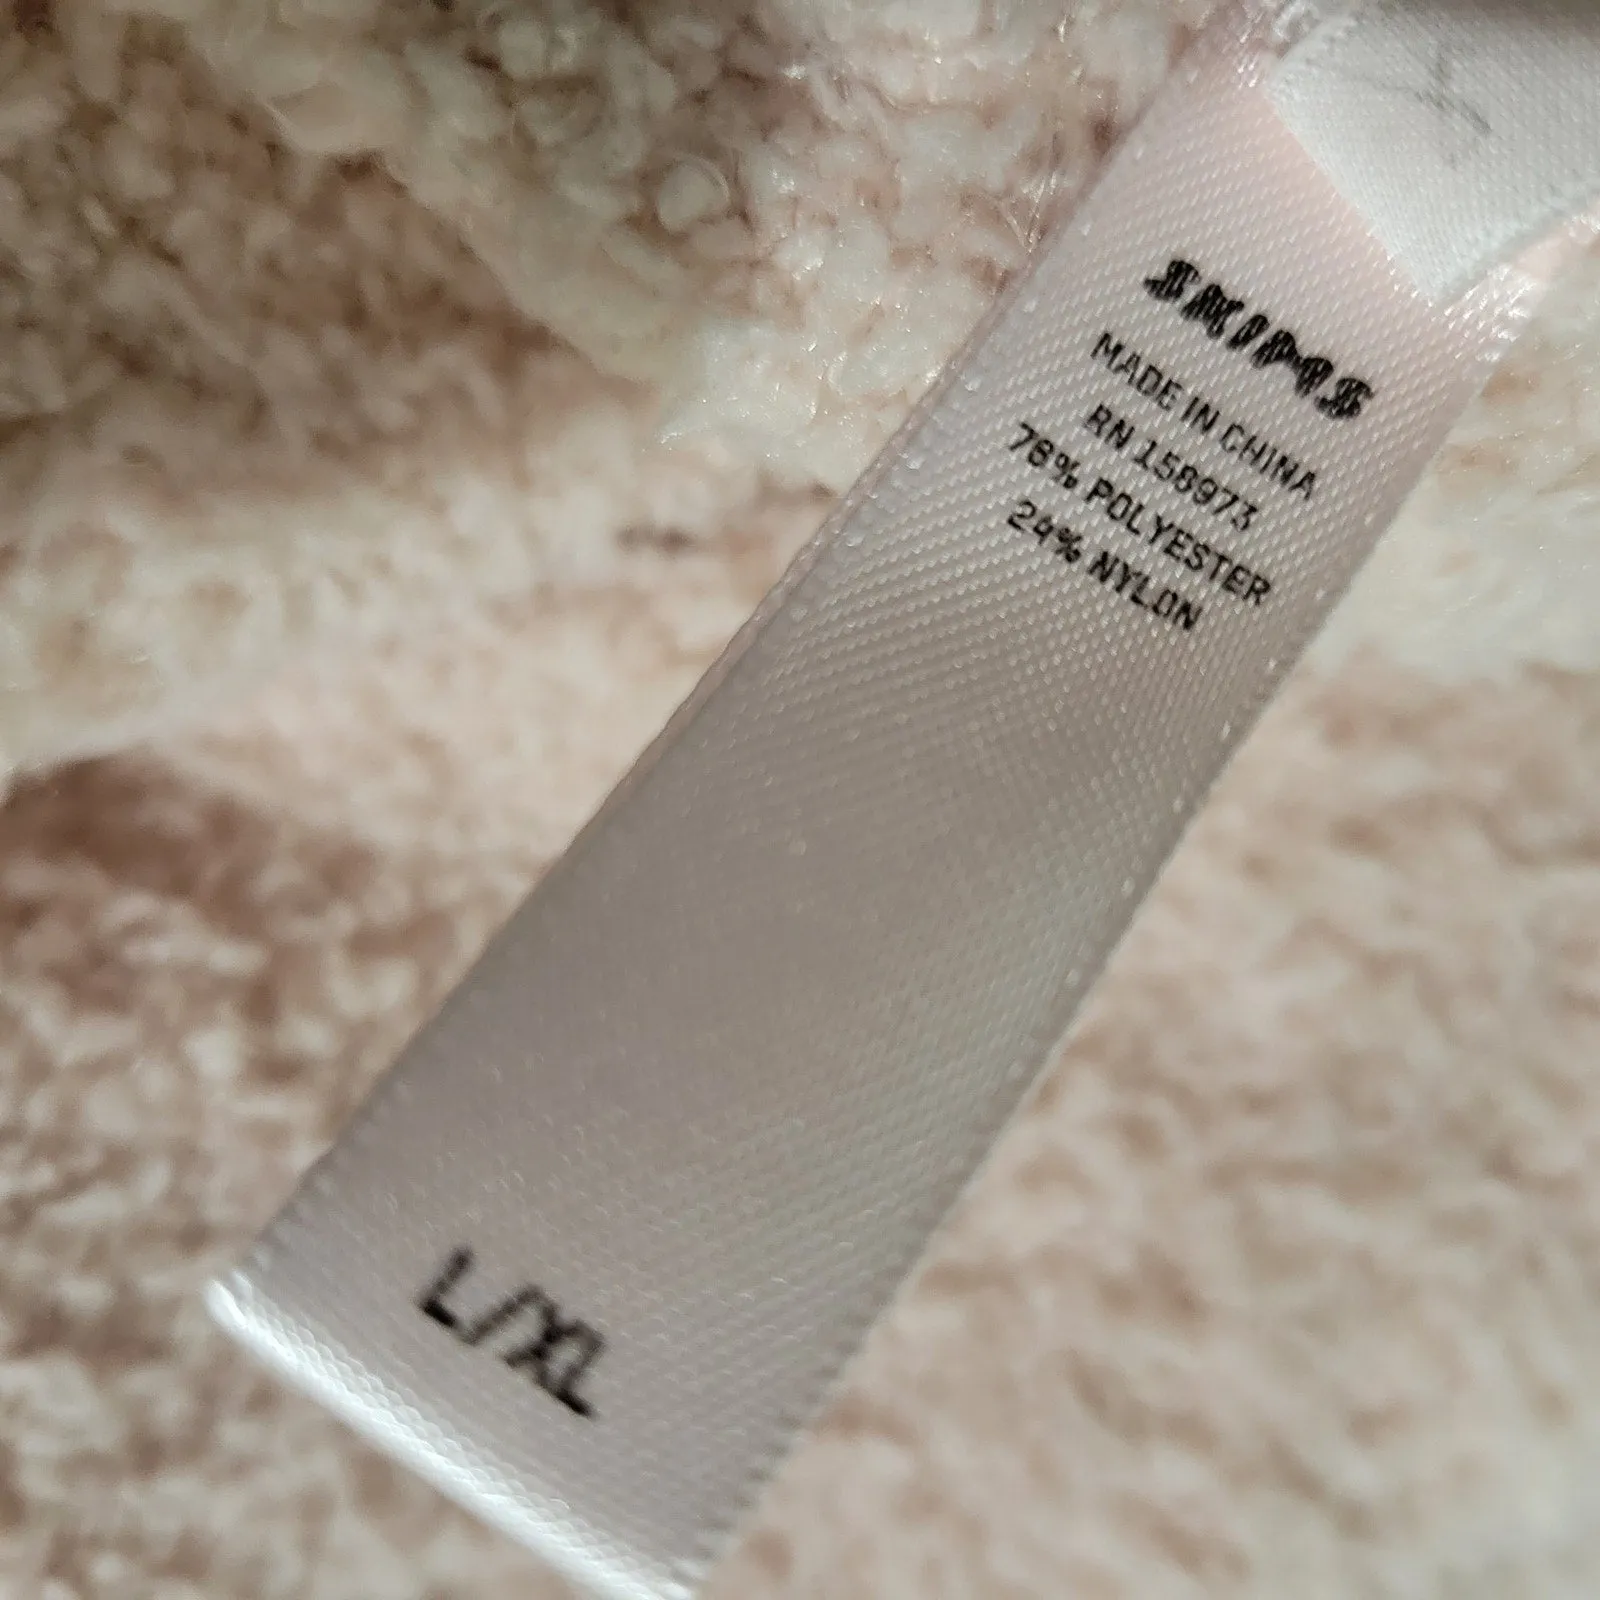 SKIMS
MADE IN CHINA
RN 158973
76% POLYESTER
24% NYLON
L/XL